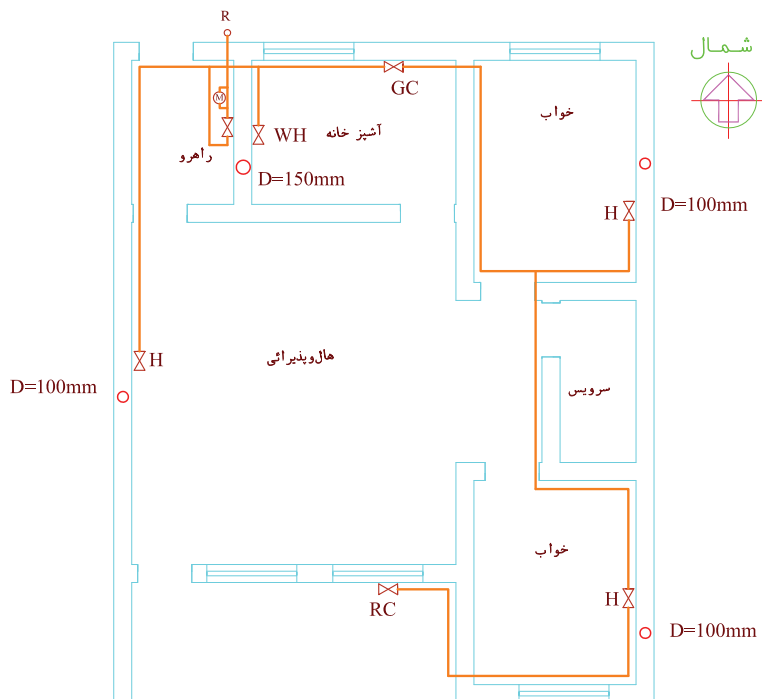 R
شمال
GC
خواب
M
WH
آشپز خانه
راهرو
D=150mm
D=100mm
H
H
هال‌وپذیرائی
D=100mm
سرویس
خواب
H
RC
D=100mm